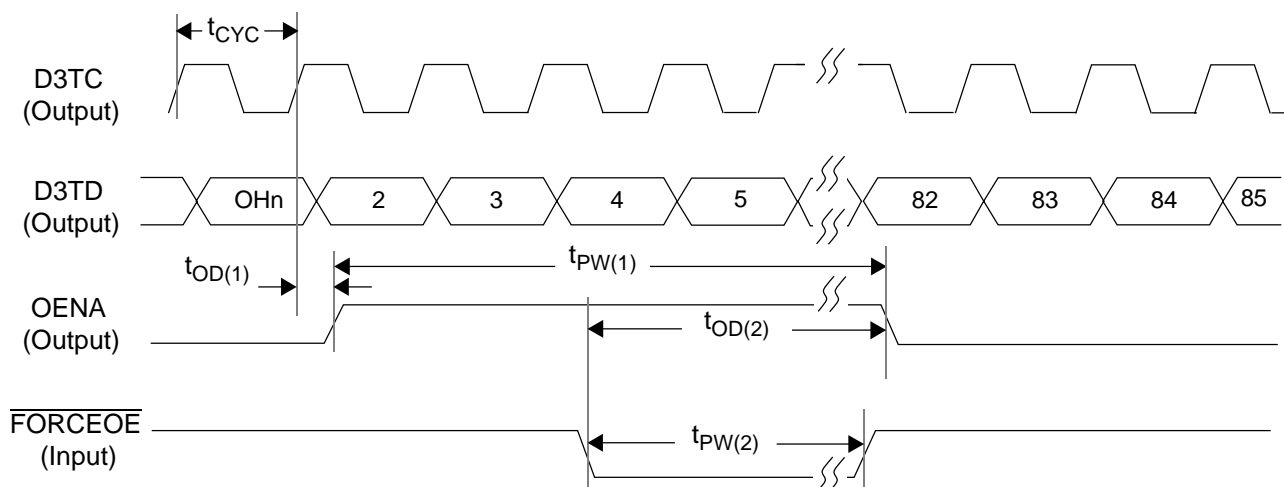 tCYC
D3TC
(Output)
D3TD
(Output)
OHn 2 3 4 5 82 83 84 85
tOD(1)
tPW(1)
OENA
(Output)
tOD(2)
FORCEOE
(Input)
tPW(2)